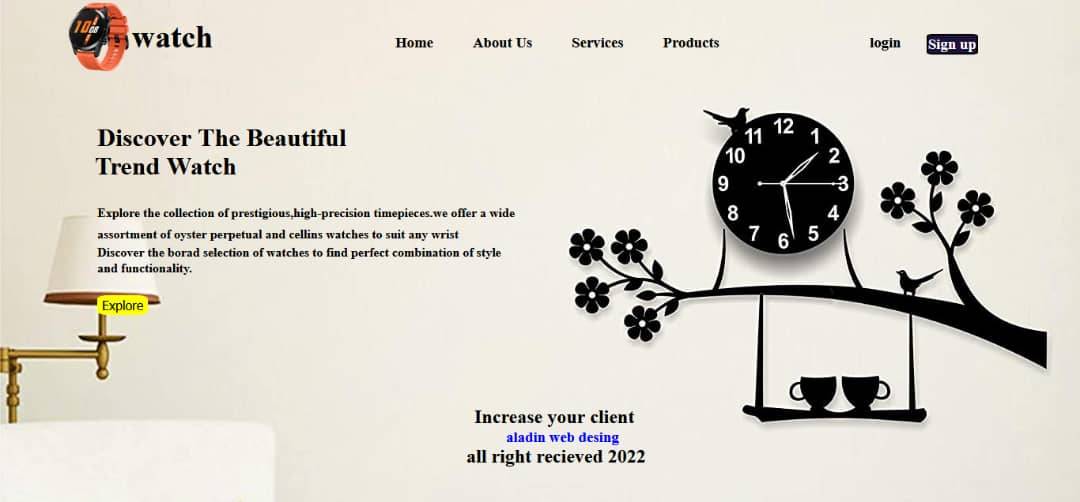 watch
Home About Us Services Products login Sign up
Discover The Beautiful
Trend Watch
Explore the collection of prestigious,high-precision timepieces.we offer a wide
assortment of oyster perpetual and cellins watches to suit any wrist
Discover the borad selection of watches to find perfect combination of style
and functionality.
Explore
12
11 1
10 2
9 3
8 4
7 5
6
Increase your client
aladin web desing
all right recieved 2022